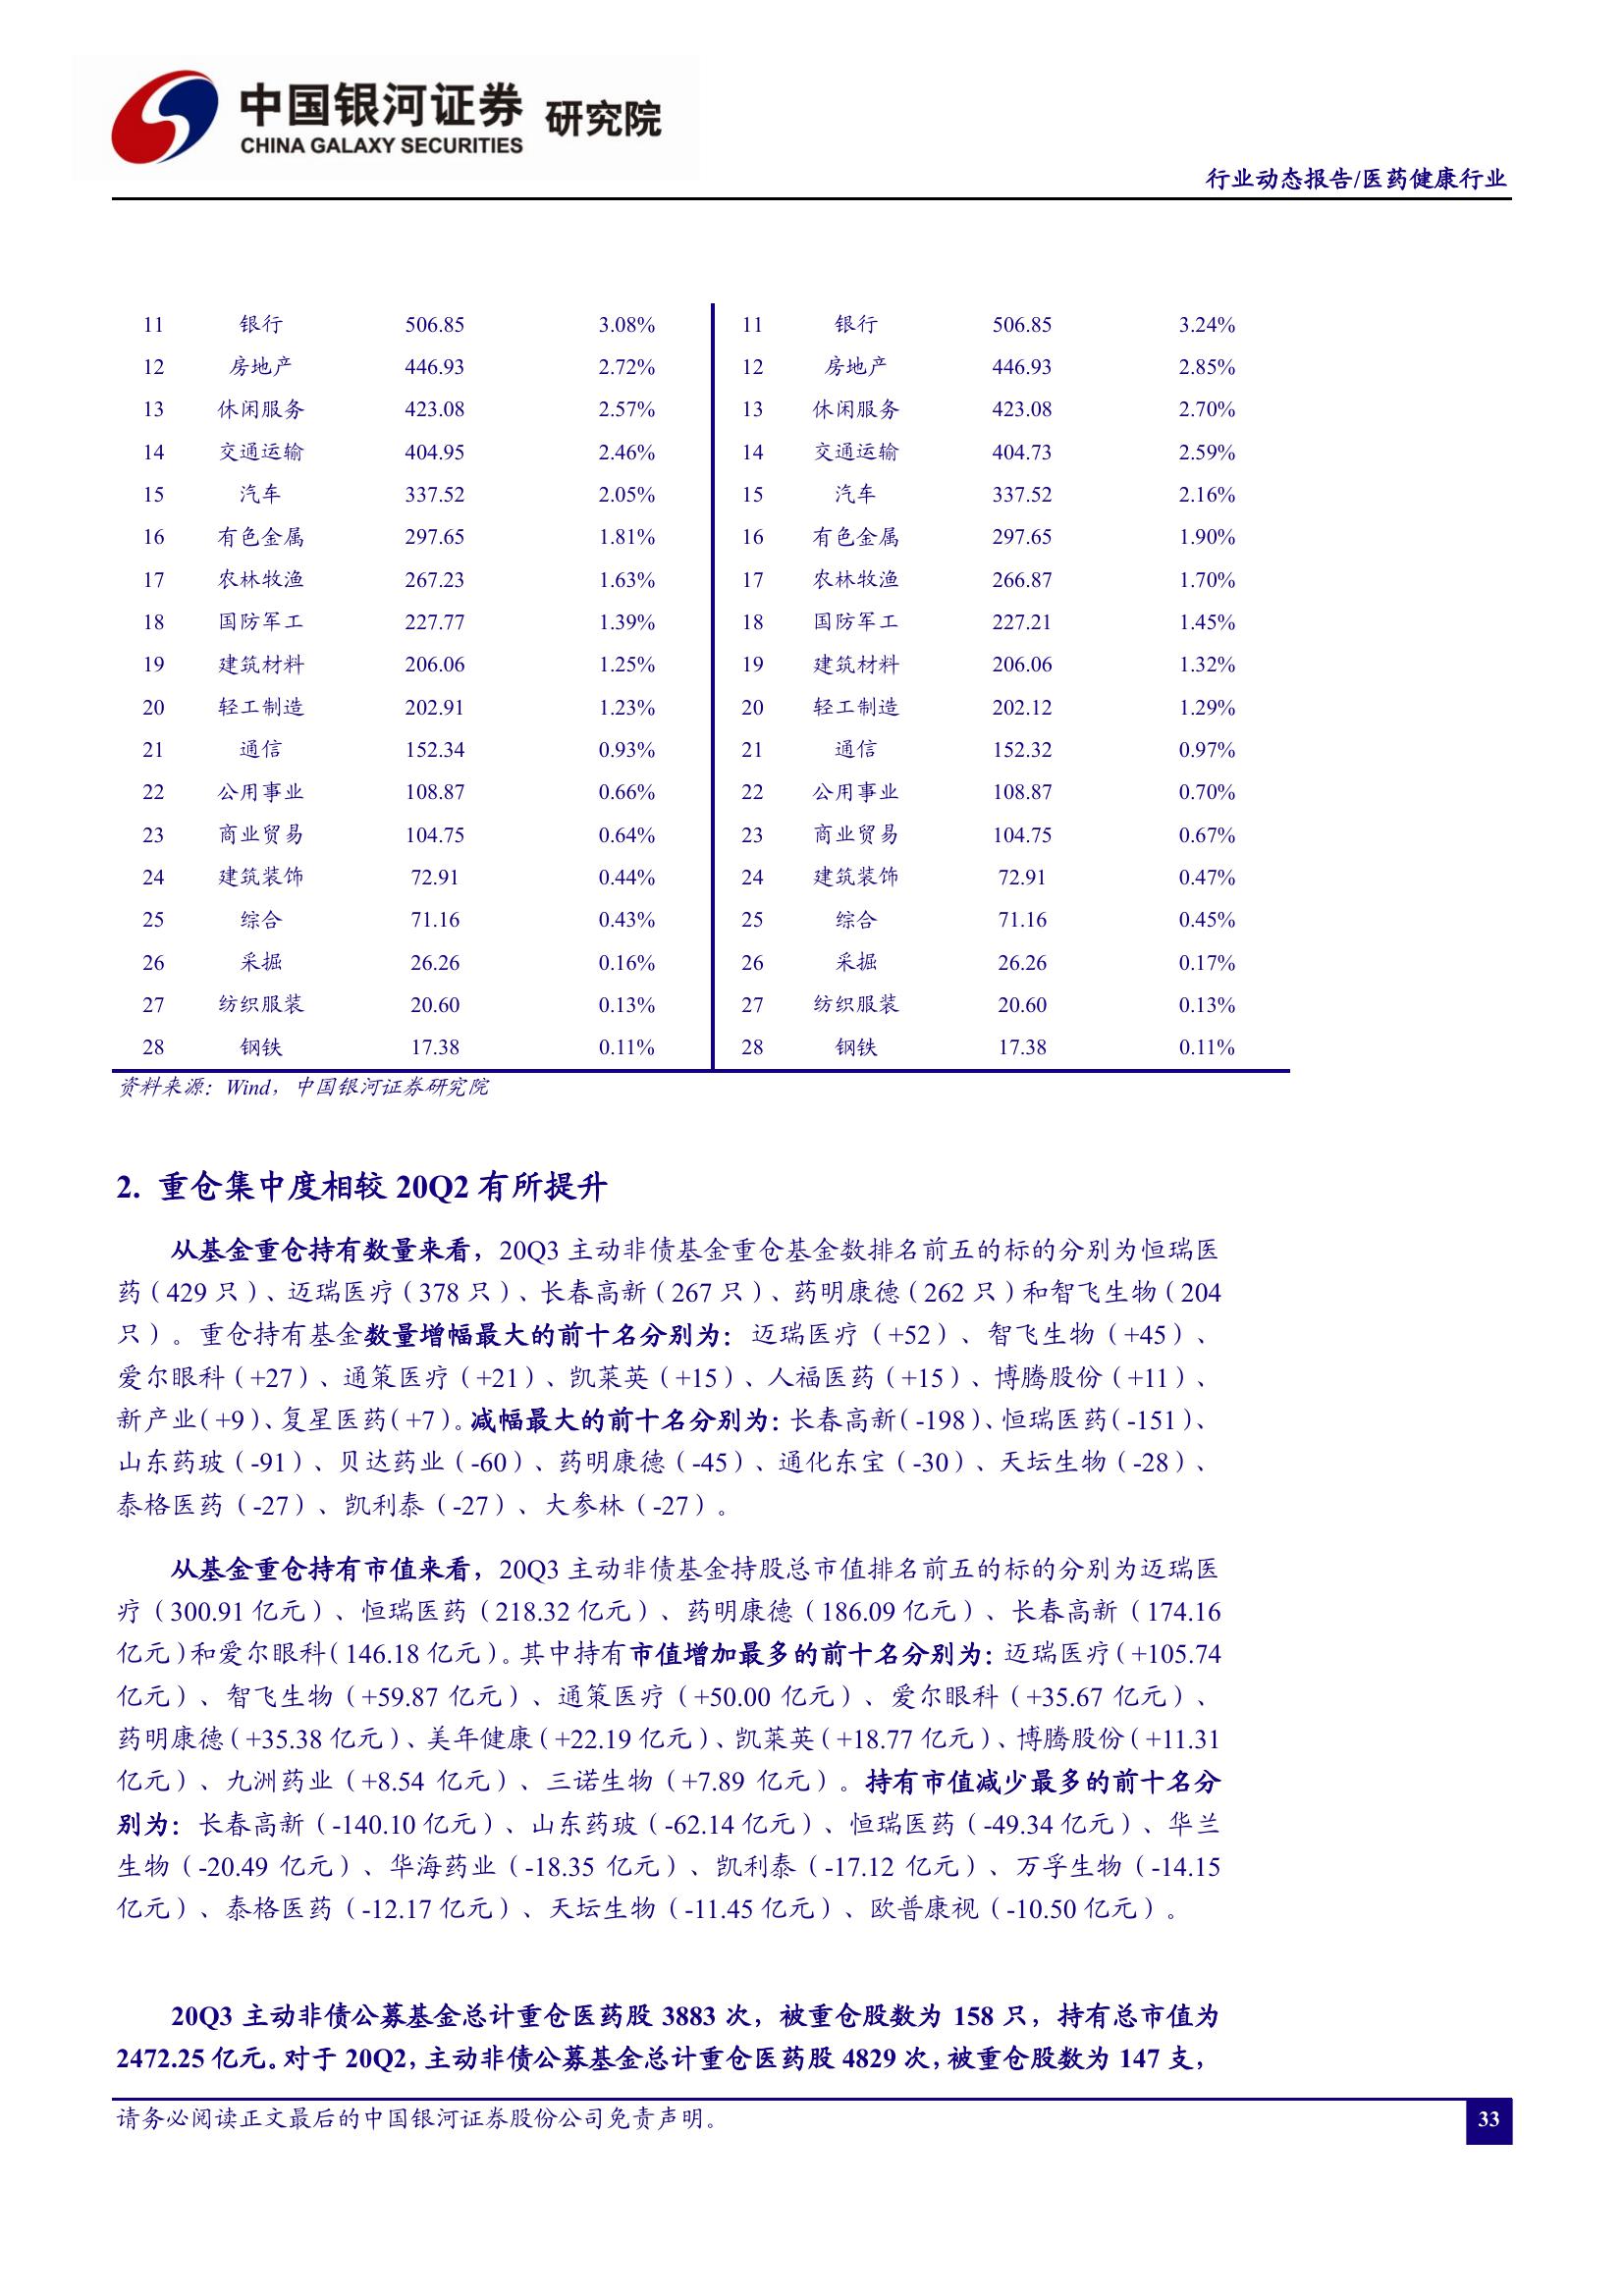 中国银河证券 研究院
CHINA GALAXY SECURITIES
行业动态报告/医药健康行业
11 银行 506.85 3.08% 11 银行 506.85 3.24%
12 房地产 446.93 2.72% 12 房地产 446.93 2.85%
13 休闲服务 423.08 2.57% 13 休闲服务 423.08 2.70%
14 交通运输 404.95 2.46% 14 交通运输 404.73 2.59%
15 汽车 337.52 2.05% 15 汽车 337.52 2.16%
16 有色金属 297.65 1.81% 16 有色金属 297.65 1.90%
17 农林牧渔 267.23 1.63% 17 农林牧渔 266.87 1.70%
18 国防军工 227.77 1.39% 18 国防军工 227.21 1.45%
19 建筑材料 206.06 1.25% 19 建筑材料 206.06 1.32%
20 轻工制造 202.91 1.23% 20 轻工制造 202.12 1.29%
21 通信 152.34 0.93% 21 通信 152.32 0.97%
22 公用事业 108.87 0.66% 22 公用事业 108.87 0.70%
23 商业贸易 104.75 0.64% 23 商业贸易 104.75 0.67%
24 建筑装饰 72.91 0.44% 24 建筑装饰 72.91 0.47%
25 综合 71.16 0.43% 25 综合 71.16 0.45%
26 采掘 26.26 0.16% 26 采掘 26.26 0.17%
27 纺织服装 20.60 0.13% 27 纺织服装 20.60 0.13%
28 钢铁 17.38 0.11% 28 钢铁 17.38 0.11%
资料来源：Wind，中国银河证券研究院
2. 重仓集中度相较 20Q2 有所提升
从基金重仓持有数量来看，20Q3 主动非债基金重仓基金数排名前五的标的分别为恒瑞医
药（429 只）、迈瑞医疗（378 只）、长春高新（267 只）、药明康德（262 只）和智飞生物（204
只）。重仓持有基金数量增幅最大的前十名分别为：迈瑞医疗（+52）、智飞生物（+45）、
爱尔眼科（+27）、通策医疗（+21）、凯莱英（+15）、人福医药（+15）、博腾股份（+11）、
新产业（+9）、复星医药（+7）。减幅最大的前十名分别为：长春高新（-198）、恒瑞医药（-151）、
山东药玻（-91）、贝达药业（-60）、药明康德（-45）、通化东宝（-30）、天坛生物（-28）、
泰格医药（-27）、凯利泰（-27）、大参林（-27）。
从基金重仓持有市值来看，20Q3 主动非债基金持股总市值排名前五的标的分别为迈瑞医
疗（300.91 亿元）、恒瑞医药（218.32 亿元）、药明康德（186.09 亿元）、长春高新（174.16
亿元）和爱尔眼科（146.18 亿元）。其中持有市值增加最多的前十名分别为：迈瑞医疗（+105.74
亿元）、智飞生物（+59.87 亿元）、通策医疗（+50.00 亿元）、爱尔眼科（+35.67 亿元）、
药明康德（+35.38 亿元）、美年健康（+22.19 亿元）、凯莱英（+18.77 亿元）、博腾股份（+11.31
亿元）、九洲药业（+8.54 亿元）、三诺生物（+7.89 亿元）。持有市值减少最多的前十名分
别为：长春高新（-140.10 亿元）、山东药玻（-62.14 亿元）、恒瑞医药（-49.34 亿元）、华兰
生物（-20.49 亿元）、华海药业（-18.35 亿元）、凯利泰（-17.12 亿元）、万孚生物（-14.15
亿元）、泰格医药（-12.17 亿元）、天坛生物（-11.45 亿元）、欧普康视（-10.50 亿元）。
20Q3 主动非债公募基金总计重仓医药股 3883 次，被重仓股数为 158 只，持有总市值为
2472.25 亿元。对于 20Q2，主动非债公募基金总计重仓医药股 4829 次，被重仓股数为 147 支，
请务必阅读正文最后的中国银河证券股份公司免责声明。
33